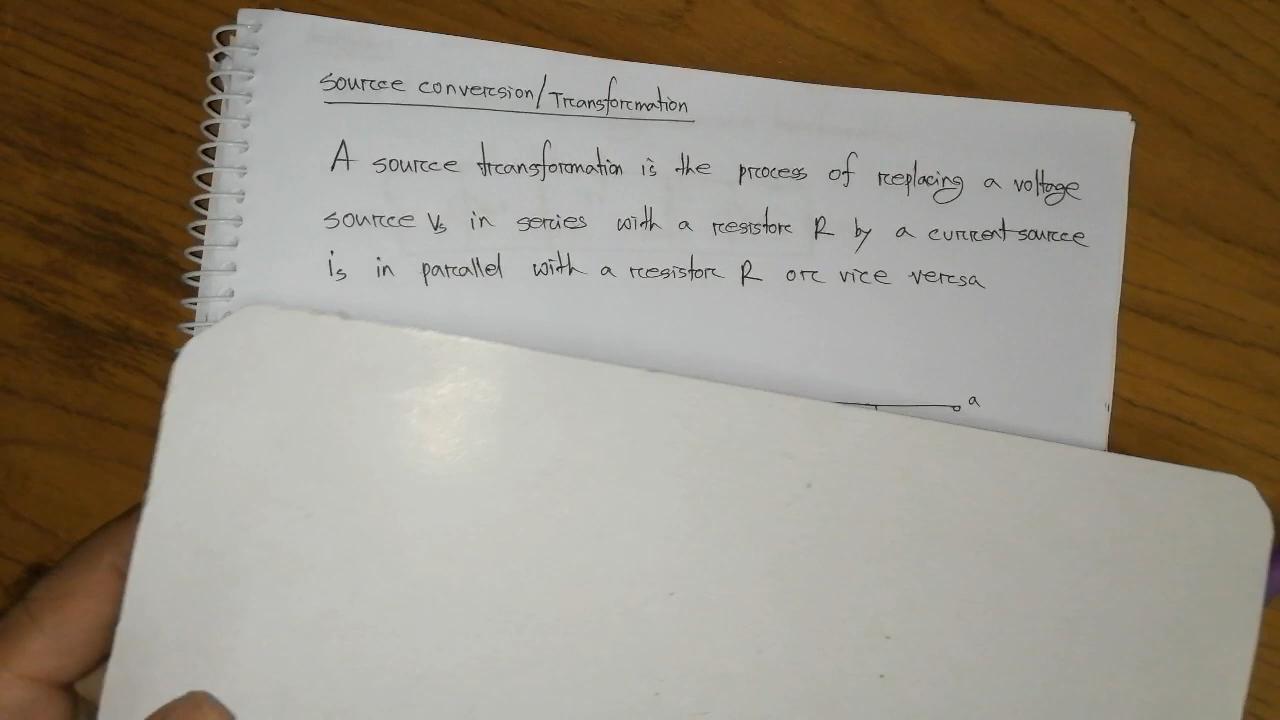 Source conversion/Transformation
A source transformation is the process of replacing a voltage
source Vs in series with a resistor R by a current source
is in parallel with a resistor R or vice versa
a